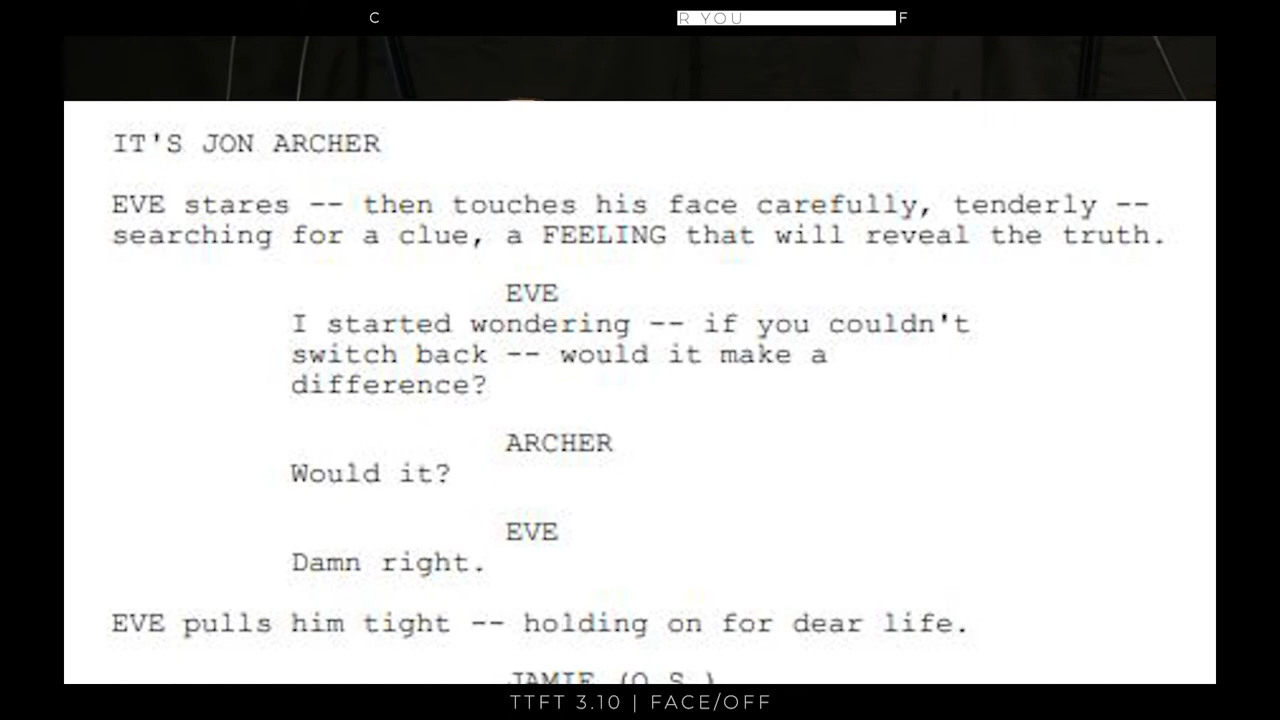 C R YOU F
IT'S JON ARCHER
EVE stares -- then touches his face carefully, tenderly --
searching for a clue, a FEELING that will reveal the truth.
EVE
I started wondering -- if you couldn't
switch back -- would it make a
difference?
ARCHER
Would it?
EVE
Damn right.
EVE pulls him tight -- holding on for dear life.
JAMIE (O.S.)
TTFT 3.10 | FACE/OFF